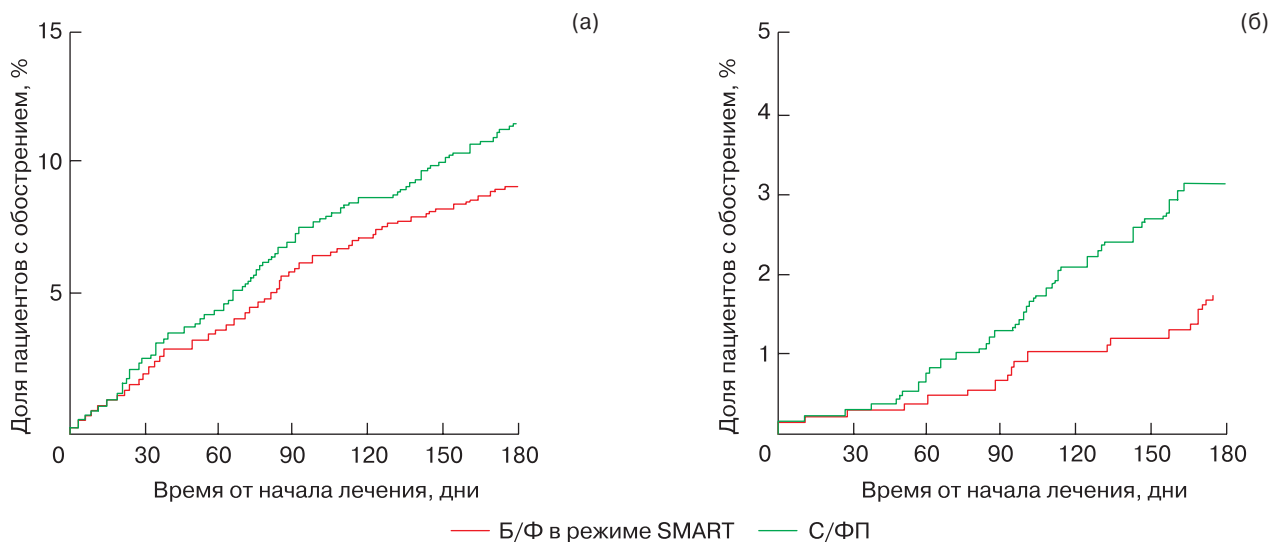 (а)
Доля пациентов с обострением, %
15
10
5
0 30 60 90 120 150 180
Время от начала лечения, дни
(б)
Доля пациентов с обострением, %
5
4
3
2
1
0 30 60 90 120 150 180
Время от начала лечения, дни
Б/Ф в режиме SMART С/ФП